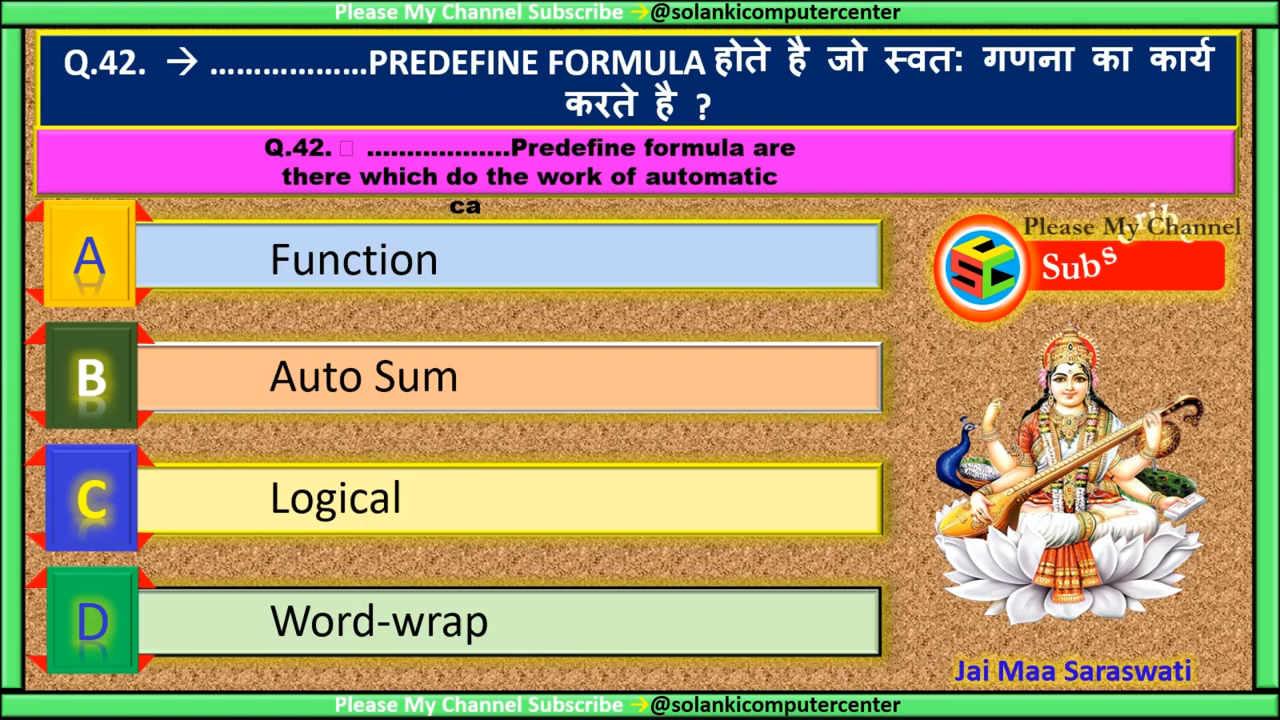 Please My Channel Subscribe →@solankicomputercenter
Q.42. → ..................PREDEFINE FORMULA होते है जो स्वत: गणना का कार्य
करते है ?
Q.42. ..................Predefine formula are
there which do the work of automatic
ca
A Function
B Auto Sum
C Logical
D Word-wrap
Please My Channel
Subs
Jai Maa Saraswati
Please My Channel Subscribe →@solankicomputercenter